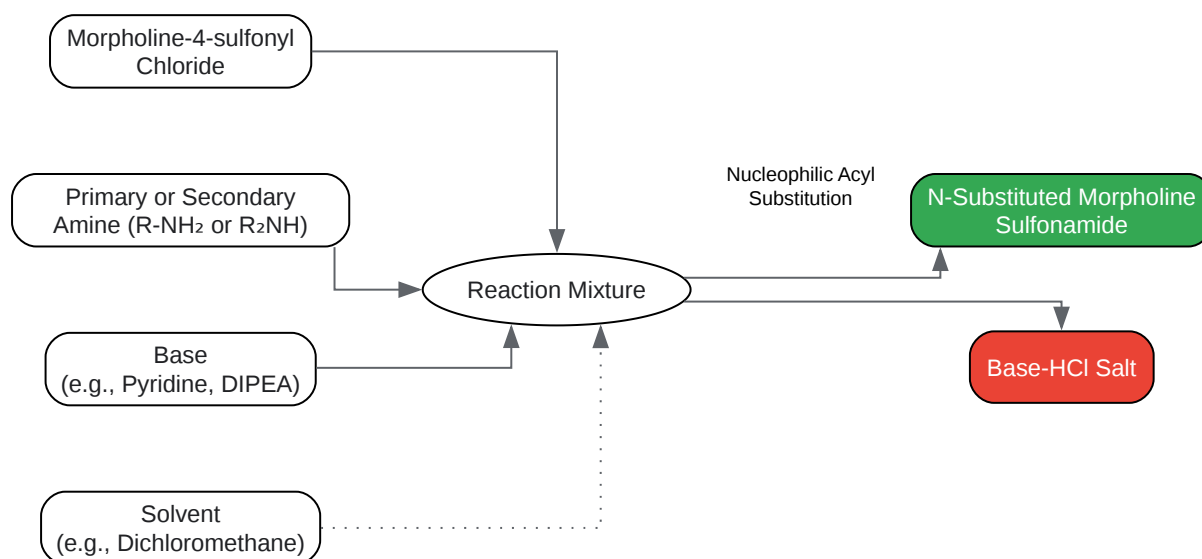 Morpholine-4-sulfonyl
Chloride
Primary or Secondary
Amine (R-NH₂ or R₂NH)
Base
(e.g., Pyridine, DIPEA)
Solvent
(e.g., Dichloromethane)
Reaction Mixture
Nucleophilic Acyl
Substitution
N-Substituted Morpholine
Sulfonamide
Base-HCl Salt